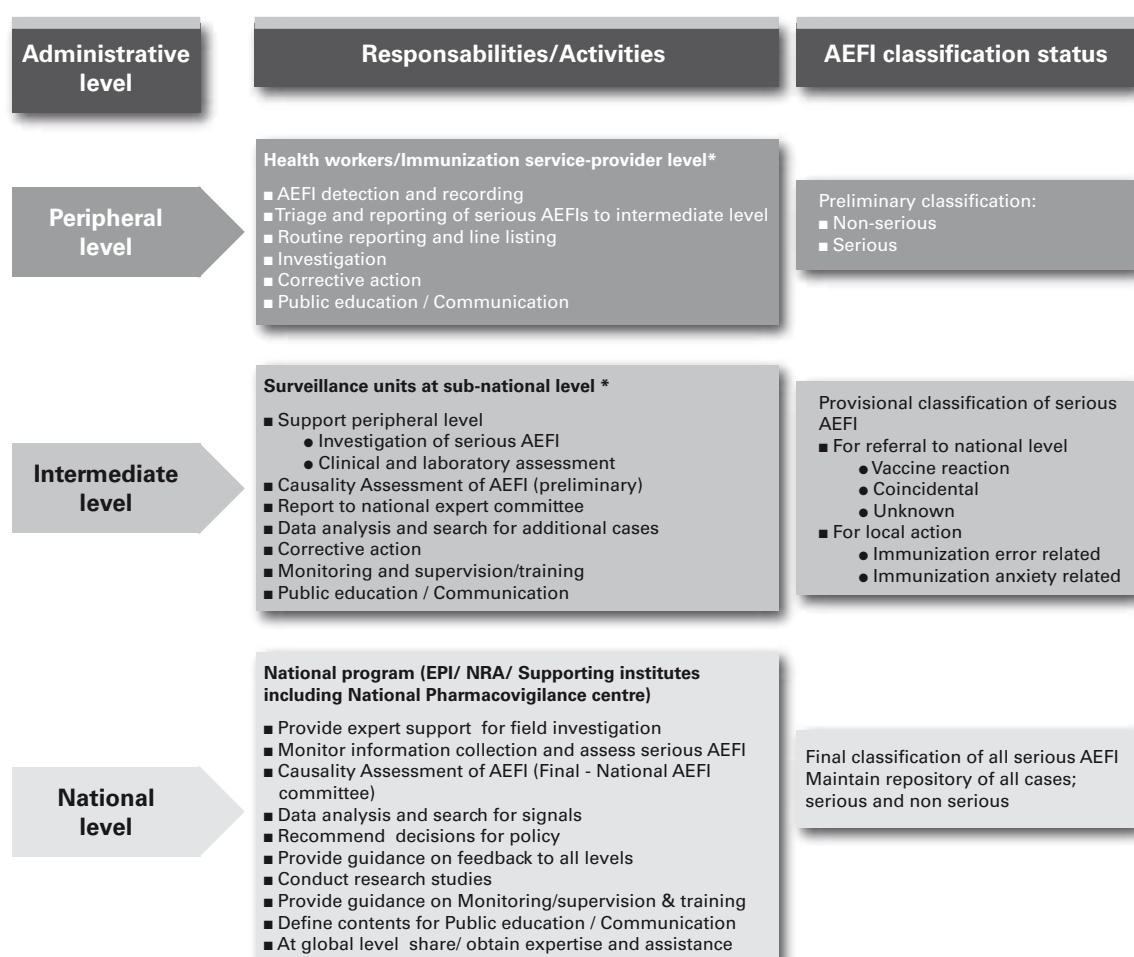 Administrative
level
Responsabilities/Activities
AEFI classification status
Peripheral
level
Health workers/Immunization service-provider level*
■ AEFI detection and recording
■ Triage and reporting of serious AEFIs to intermediate level
■ Routine reporting and line listing
■ Investigation
■ Corrective action
■ Public education / Communication
Preliminary classification:
■ Non-serious
■ Serious
Intermediate
level
Surveillance units at sub-national level *
■ Support peripheral level
● Investigation of serious AEFI
● Clinical and laboratory assessment
■ Causality Assessment of AEFI (preliminary)
■ Report to national expert committee
■ Data analysis and search for additional cases
■ Corrective action
■ Monitoring and supervision/training
■ Public education / Communication
Provisional classification of serious
AEFI
■ For referral to national level
● Vaccine reaction
● Coincidental
● Unknown
■ For local action
● Immunization error related
● Immunization anxiety related
National
level
National program (EPI/ NRA/ Supporting institutes
including National Pharmacovigilance centre)
■ Provide expert support for field investigation
■ Monitor information collection and assess serious AEFI
■ Causality Assessment of AEFI (Final - National AEFI
committee)
■ Data analysis and search for signals
■ Recommend decisions for policy
■ Provide guidance on feedback to all levels
■ Conduct research studies
■ Provide guidance on Monitoring/supervision & training
■ Define contents for Public education / Communication
■ At global level share/ obtain expertise and assistance
Final classification of all serious AEFI
Maintain repository of all cases;
serious and non serious